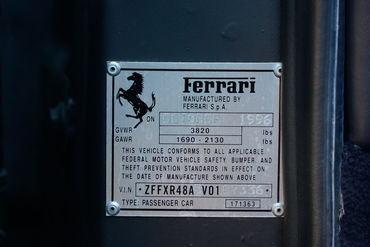 Ferrari
MANUFACTURED BY
FERRARI S.p.A.
ON OCTOBER 1996
GVWR 3820 lbs
GAWR 1690 - 2130 lbs
THIS VEHICLE CONFORMS TO ALL APPLICABLE
FEDERAL MOTOR VEHICLE SAFETY BUMPER. AND
THEFT PREVENTION STANDARDS IN EFFECT ON
THE DATE OF MANUFACTURE SHOWN ABOVE
V.I.N. * ZFFXR48A V01
TYPE: PASSENGER CAR 171363